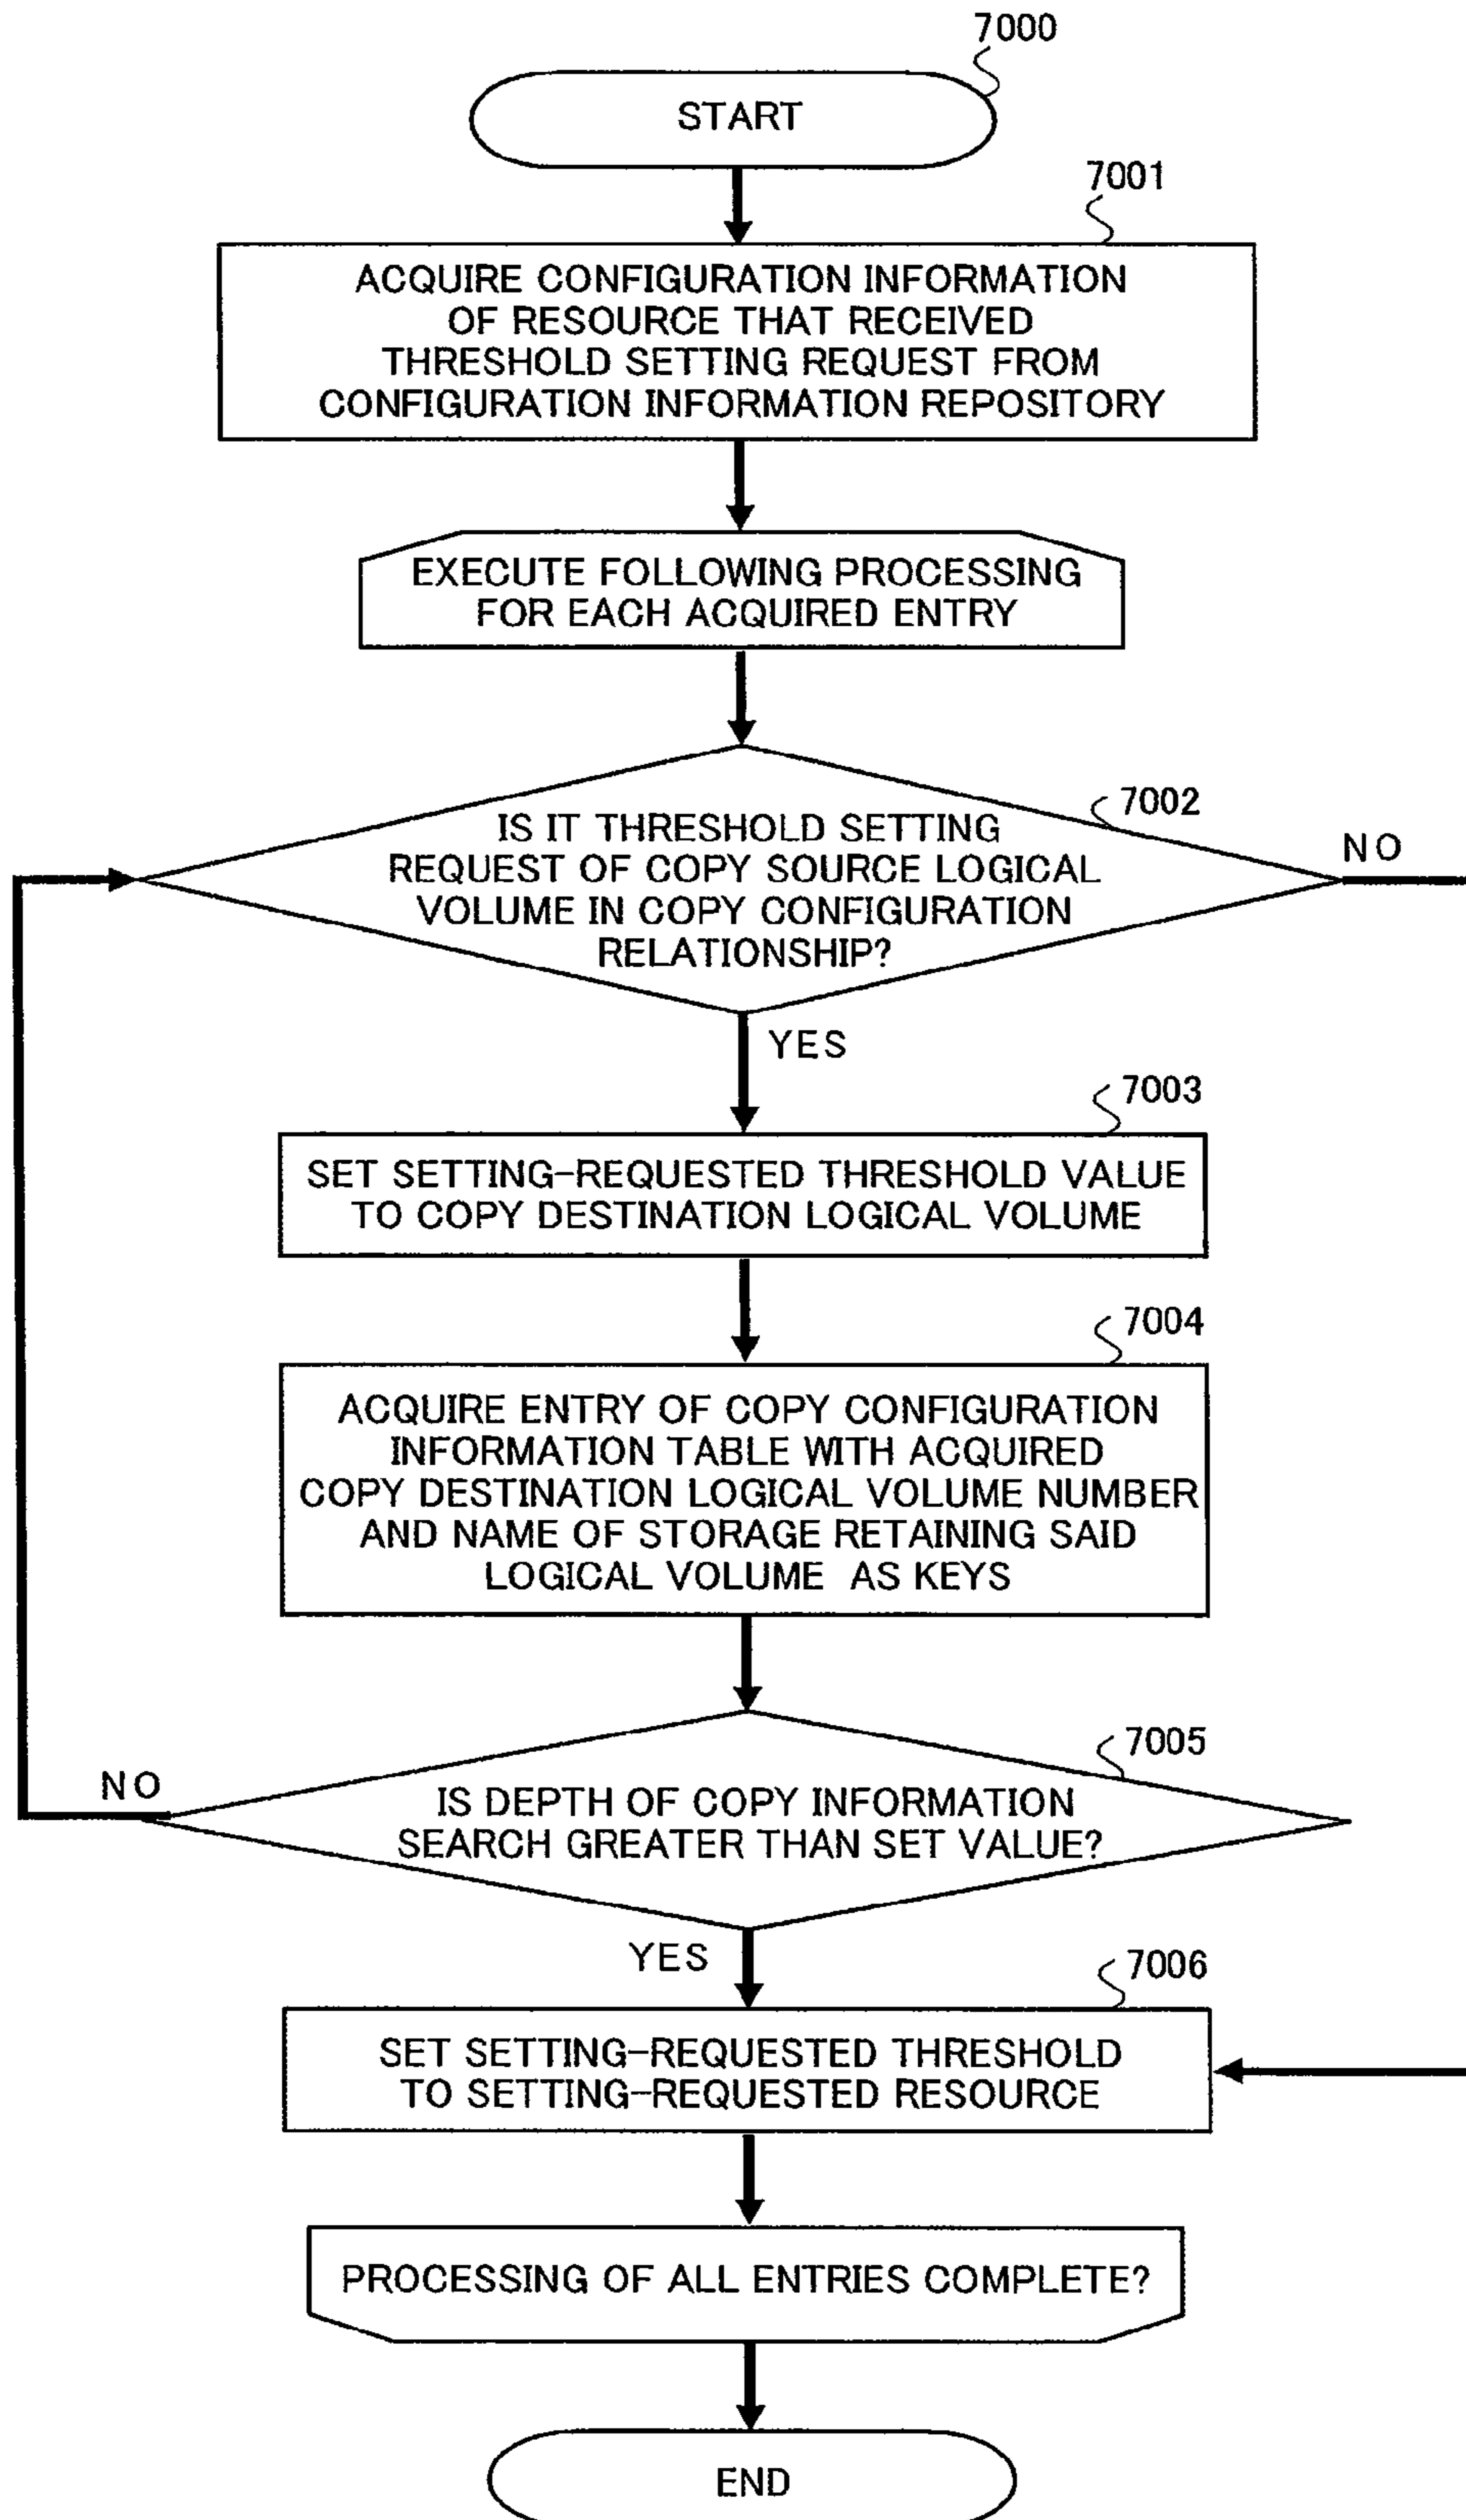 7000
START
7001
ACQUIRE CONFIGURATION INFORMATION
OF RESOURCE THAT RECEIVED
THRESHOLD SETTING REQUEST FROM
CONFIGURATION INFORMATION REPOSITORY
EXECUTE FOLLOWING PROCESSING
FOR EACH ACQUIRED ENTRY
7002
NO
IS IT THRESHOLD SETTING
REQUEST OF COPY SOURCE LOGICAL
VOLUME IN COPY CONFIGURATION
RELATIONSHIP?
YES
7003
SET SETTING-REQUESTED THRESHOLD VALUE
TO COPY DESTINATION LOGICAL VOLUME
7004
ACQUIRE ENTRY OF COPY CONFIGURATION
INFORMATION TABLE WITH ACQUIRED
COPY DESTINATION LOGICAL VOLUME NUMBER
AND NAME OF STORAGE RETAINING SAID
LOGICAL VOLUME AS KEYS
7005
NO
IS DEPTH OF COPY INFORMATION
SEARCH GREATER THAN SET VALUE?
YES
7006
SET SETTING-REQUESTED THRESHOLD
TO SETTING-REQUESTED RESOURCE
PROCESSING OF ALL ENTRIES COMPLETE?
END